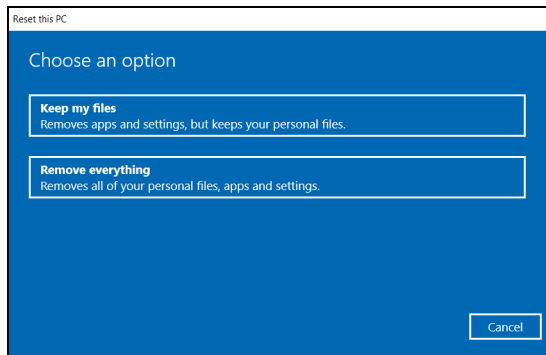 Reset this PC
Choose an option
Keep my files
Removes apps and settings, but keeps your personal files.
Remove everything
Removes all of your personal files, apps and settings.
Cancel